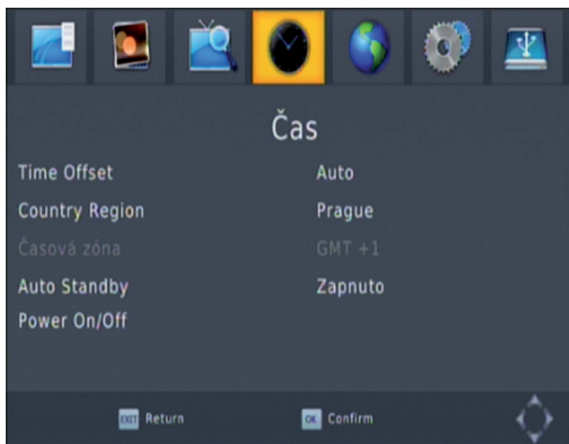 Čas
Time Offset Auto
Country Region Prague
Časová zóna GMT +1
Auto Standby Zapnuto
Power On/Off
EXIT Return OK Confirm